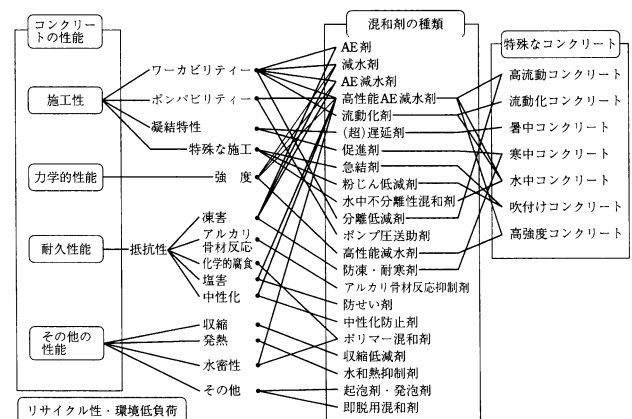 コンクリー
トの性能
施工性
力学的性能
耐久性能
その他の
性能
リサイクル性・環境低負荷
ワーカビリティー
ポンパビリティー
凝結特性
特殊な施工
強　度
抵抗性
凍害
アルカリ
骨材反応
化学的腐食
塩害
中性化
収縮
発熱
水密性
その他
混和剤の種類
AE剤
減水剤
AE減水剤
高性能AE減水剤
流動化剤
(超)遅延剤
促進剤
急結剤
粉じん低減剤
水中不分離性混和剤
分離低減剤
ポンプ圧送助剤
高性能減水剤
防凍・耐寒剤
アルカリ骨材反応抑制剤
防せい剤
中性化防止剤
ポリマー混和剤
収縮低減剤
水和熱抑制剤
起泡剤・発泡剤
即脱用混和剤
特殊なコンクリート
高流動コンクリート
流動化コンクリート
暑中コンクリート
寒中コンクリート
水中コンクリート
吹付けコンクリート
高強度コンクリート